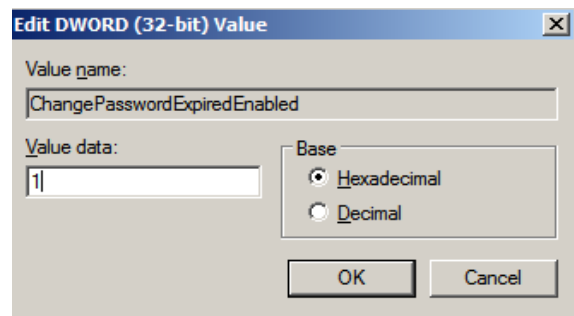 Edit DWORD (32-bit) Value
Value name:
ChangePasswordExpiredEnabled
Value data:
1
Base
Hexadecimal
Decimal
OK
Cancel